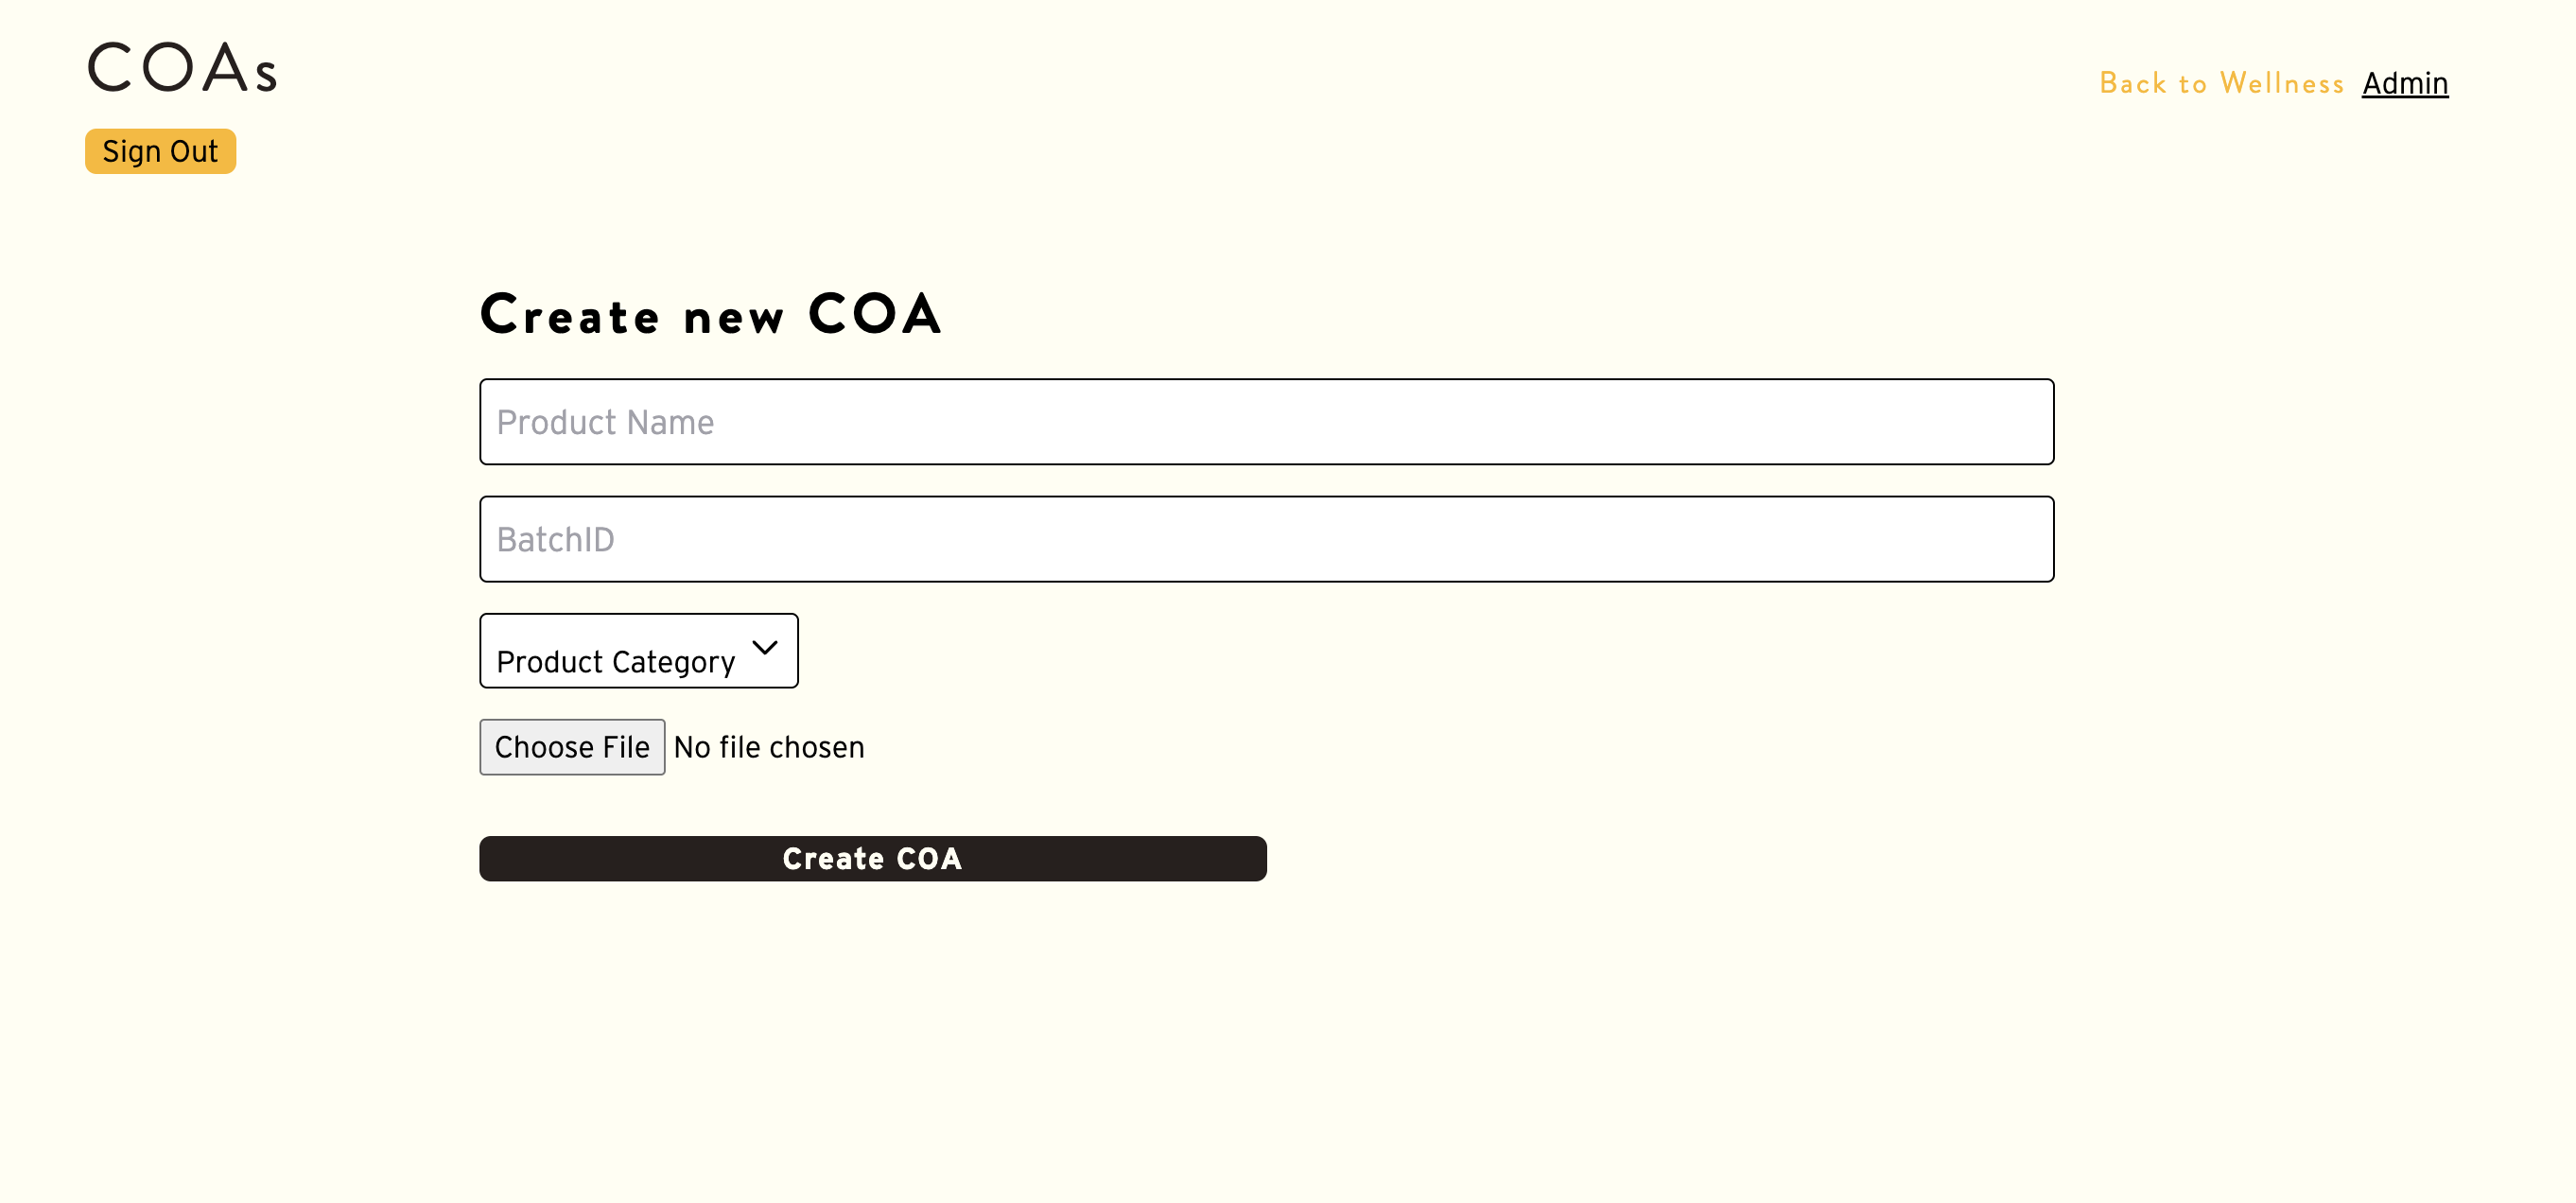 COAs
Back to Wellness Admin
Sign Out
Create new COA
Product Name
BatchID
Product Category
Choose File No file chosen
Create COA